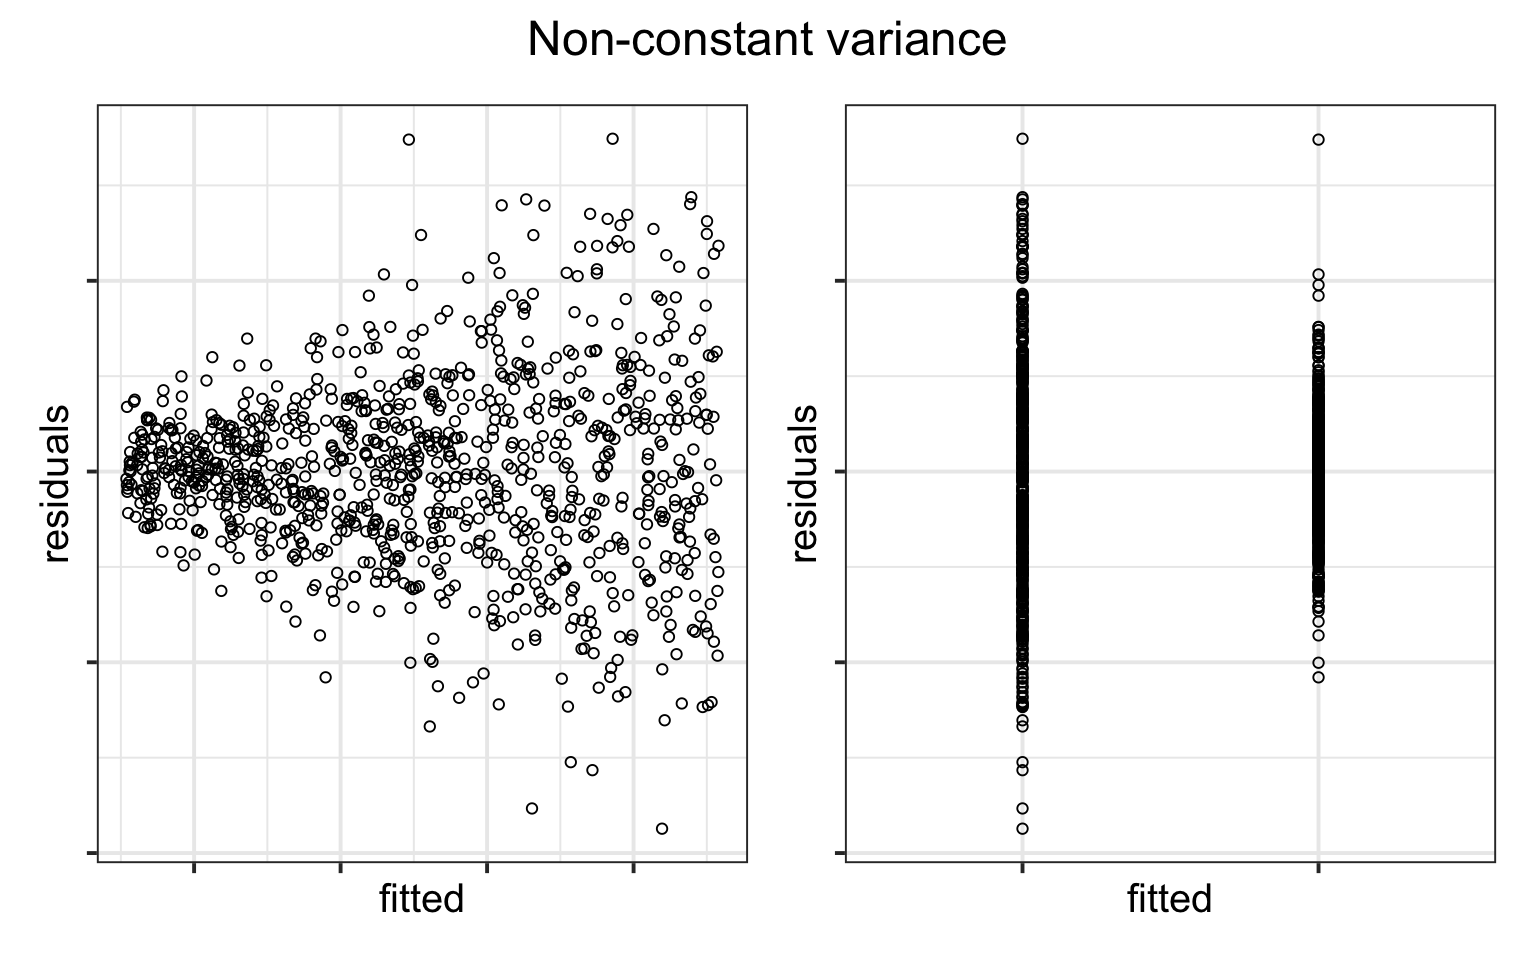 Non-constant variance
residuals
fitted
residuals
fitted